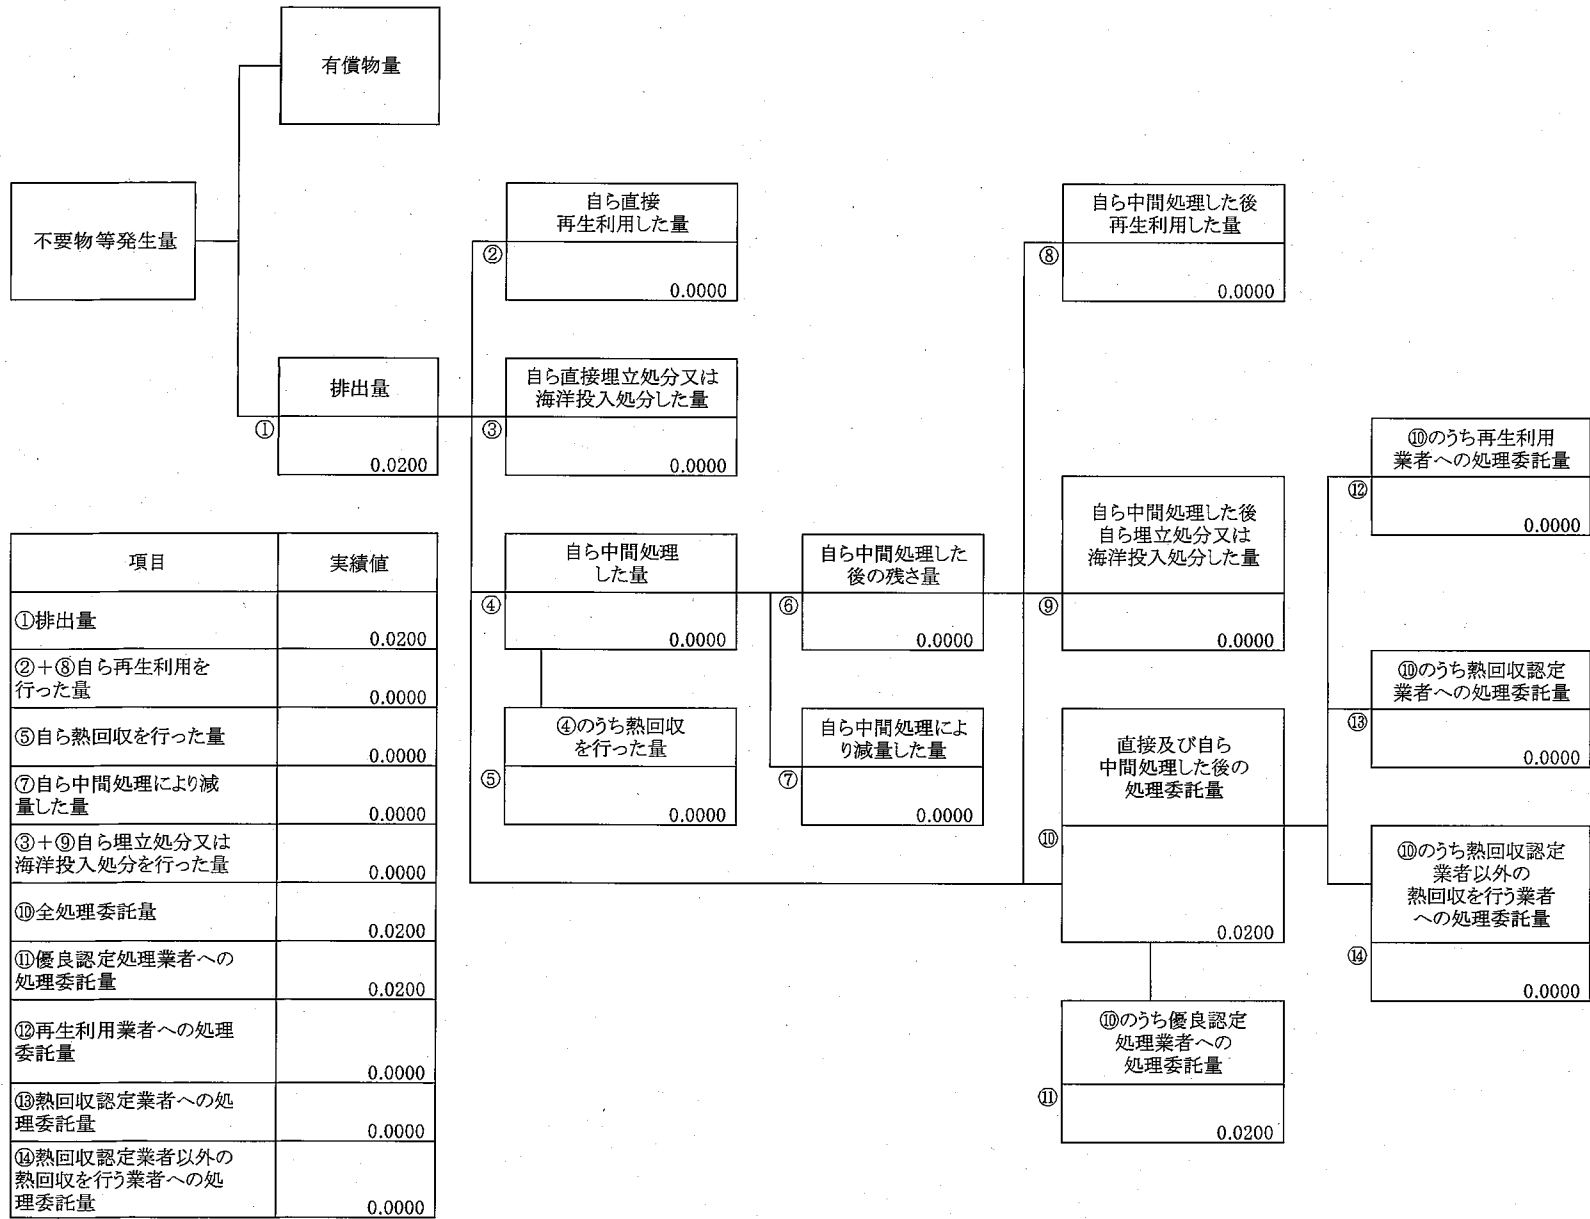 有償物量
不要物等発生量
排出量
①
0.0200
自ら直接
再生利用した量
②
0.0000
自ら直接埋立処分又は
海洋投入処分した量
③
0.0000
自ら中間処理
した量
④
0.0000
④のうち熱回収
を行った量
⑤
0.0000
自ら中間処理した
後の残さ量
⑥
0.0000
自ら中間処理によ
り減量した量
⑦
0.0000
自ら中間処理した後
再生利用した量
⑧
0.0000
自ら中間処理した後
自ら埋立処分又は
海洋投入処分した量
⑨
0.0000
直接及び自ら
中間処理した後の
処理委託量
⑩
0.0200
⑩のうち優良認定
処理業者への
処理委託量
⑪
0.0200
⑩のうち再生利用
業者への処理委託量
⑫
0.0000
⑩のうち熱回収認定
業者への処理委託量
⑬
0.0000
⑩のうち熱回収認定
業者以外の
熱回収を行う業者
への処理委託量
⑭
0.0000
項目 実績値
①排出量
0.0200
②+⑧自ら再生利用を
行った量
0.0000
⑤自ら熱回収を行った量
0.0000
⑦自ら中間処理により減
量した量
0.0000
③+⑨自ら埋立処分又は
海洋投入処分を行った量
0.0000
⑩全処理委託量
0.0200
⑪優良認定処理業者への
処理委託量
0.0200
⑫再生利用業者への処理
委託量
0.0000
⑬熱回収認定業者への処
理委託量
0.0000
⑭熱回収認定業者以外の
熱回収を行う業者への処
理委託量
0.0000